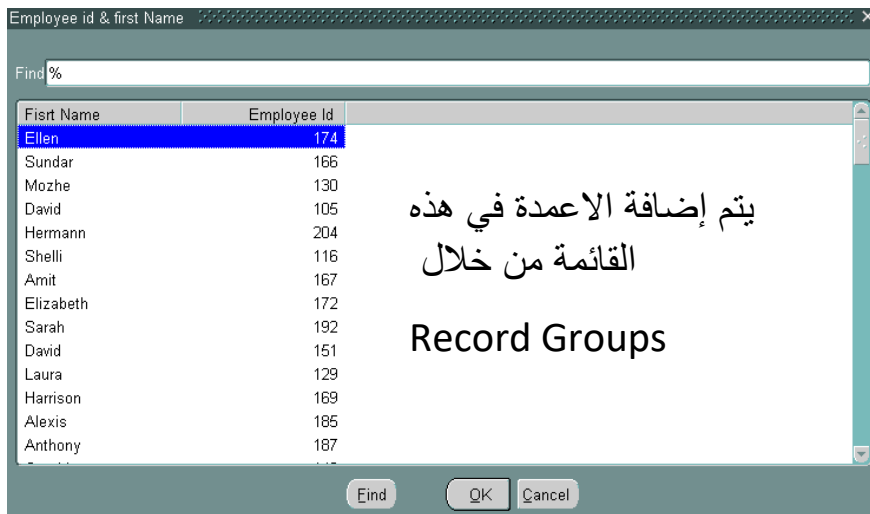 Employee id & first Name
Find %
Fisrt Name Employee Id
Ellen 174
Sundar 166
Mozhe 130
David 105
Hermann 204
Shelli 116
Amit 167
Elizabeth 172
Sarah 192
David 151
Laura 129
Harrison 169
Alexis 185
Anthony 187
يتم إضافة الاعمدة في هذه
القائمة من خلال
Record Groups
Find OK Cancel